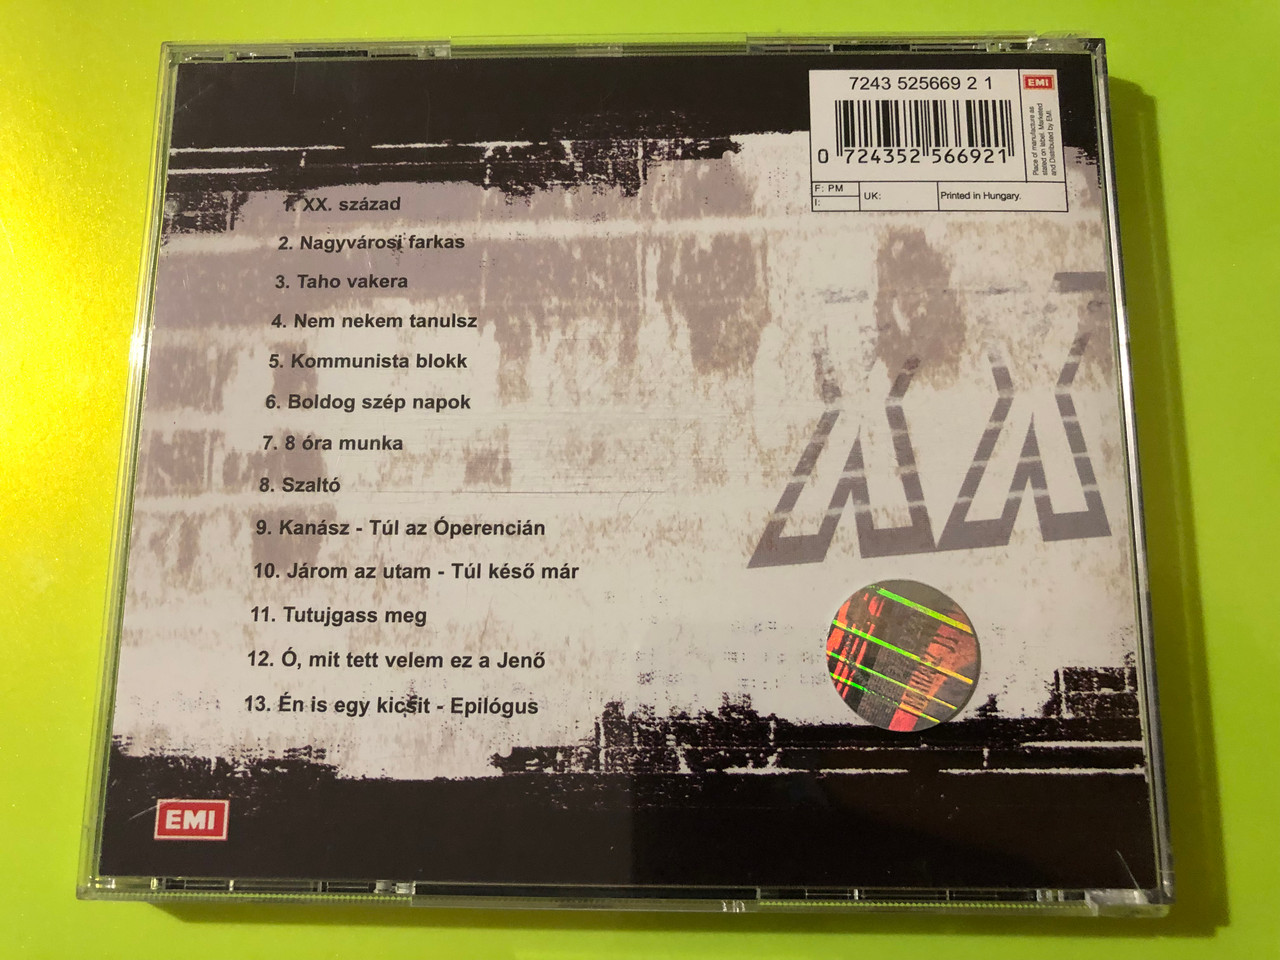 7243 525669 2 1
EMI
0 724352 566921
Place of manufacture as
stated on label. Marketed
and Distributed by EMI.
F: PM
I:
UK:
Printed in Hungary.
1. XX. század
2. Nagyvárosi farkas
3. Taho vakera
4. Nem nekem tanulsz
5. Kommunista blokk
6. Boldog szép napok
7. 8 óra munka
8. Szaltó
9. Kanász - Túl az Óperencián
10. Járom az utam - Túl késő már
11. Tutujgass meg
12. Ó, mit tett velem ez a Jenő
13. Én is egy kicsit - Epilógus
XX
EMI